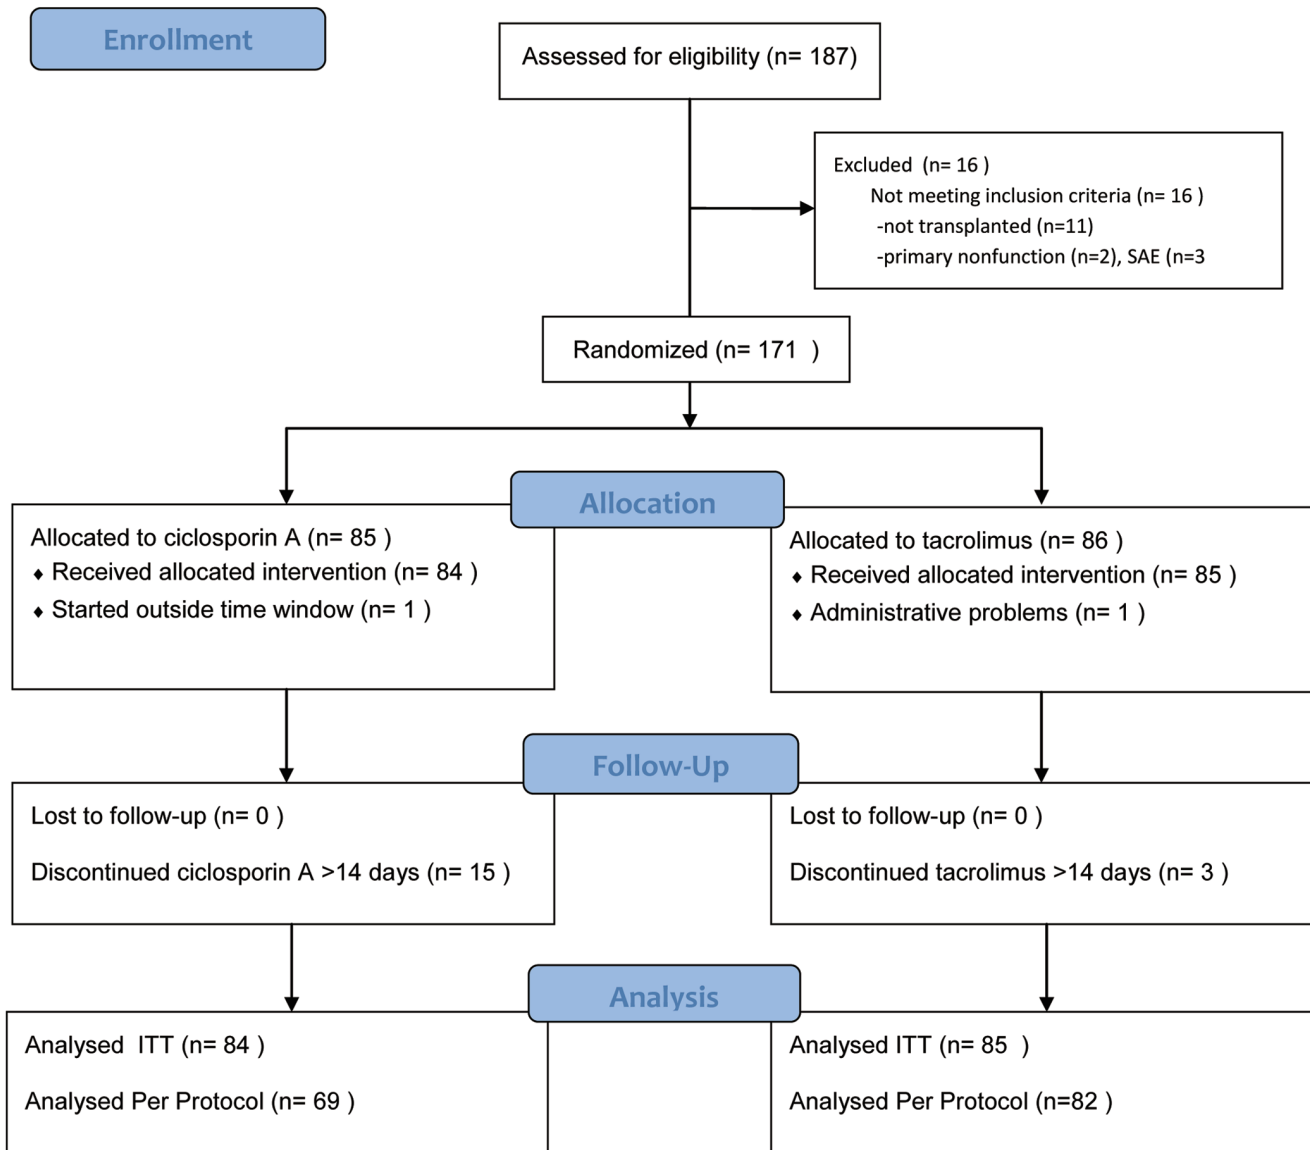 Enrollment
Assessed for eligibility (n= 187)
Excluded (n= 16 )
Not meeting inclusion criteria (n= 16 )
-not transplanted (n=11)
-primary nonfunction (n=2), SAE (n=3
Randomized (n= 171 )
Allocation
Allocated to ciclosporin A (n= 85 )
♦ Received allocated intervention (n= 84 )
♦ Started outside time window (n= 1 )
Allocated to tacrolimus (n= 86 )
♦ Received allocated intervention (n= 85 )
♦ Administrative problems (n= 1 )
Follow-Up
Lost to follow-up (n= 0 )
Discontinued ciclosporin A >14 days (n= 15 )
Lost to follow-up (n= 0 )
Discontinued tacrolimus >14 days (n= 3 )
Analysis
Analysed ITT (n= 84 )
Analysed Per Protocol (n= 69 )
Analysed ITT (n= 85 )
Analysed Per Protocol (n=82 )